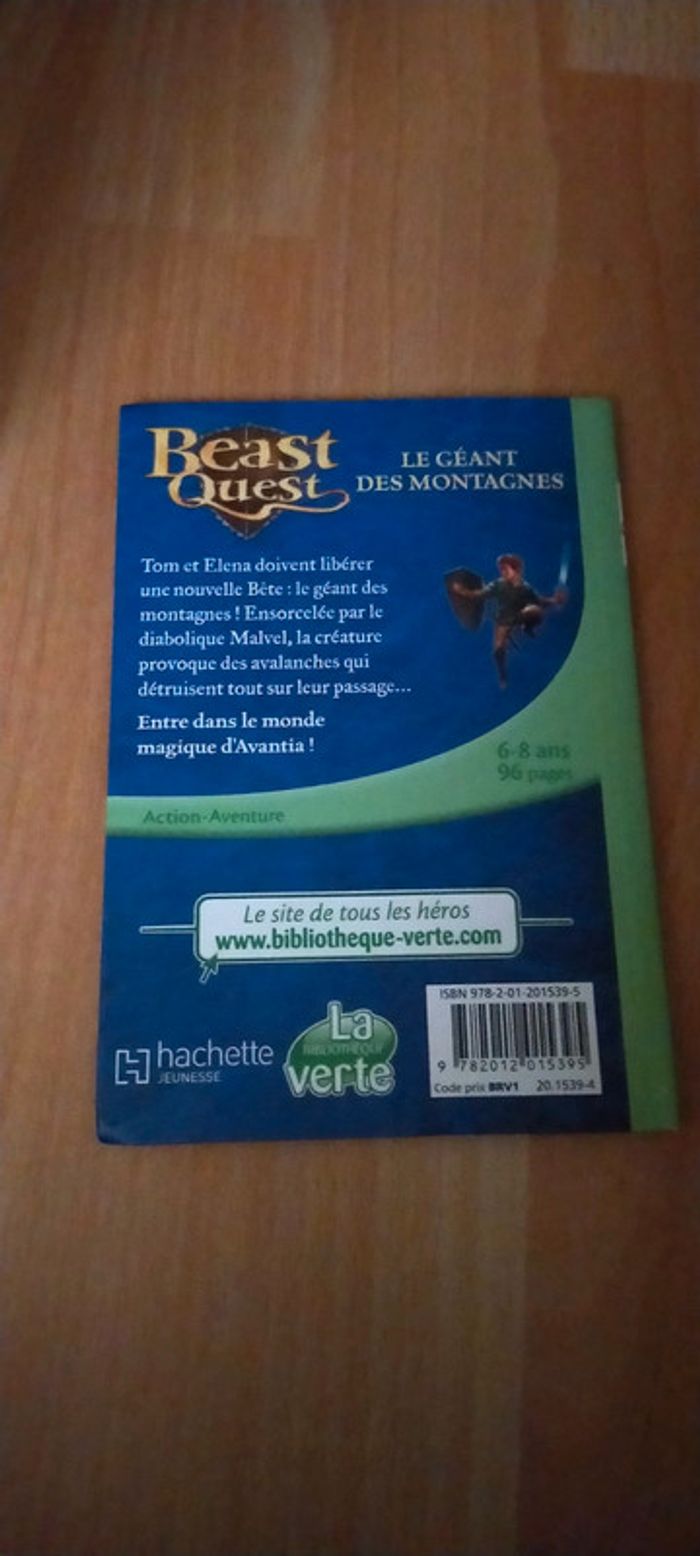 Beast
Quest
LE GÉANT
DES MONTAGNES
Tom et Elena doivent libérer
une nouvelle Bête : le géant des
montagnes ! Ensorcelée par le
diabolique Malvel, la créature
provoque des avalanches qui
détruisent tout sur leur passage...
Entre dans le monde
magique d'Avantia !
6-8 ans
96 pages
Action-Aventure
Le site de tous les héros
www.bibliotheque-verte.com
hachette
JEUNESSE
La
BIBLIOTHÈQUE
verte
ISBN 978-2-01-201539-5
9 782012 015395
Code prix BRV1 20.1539-4